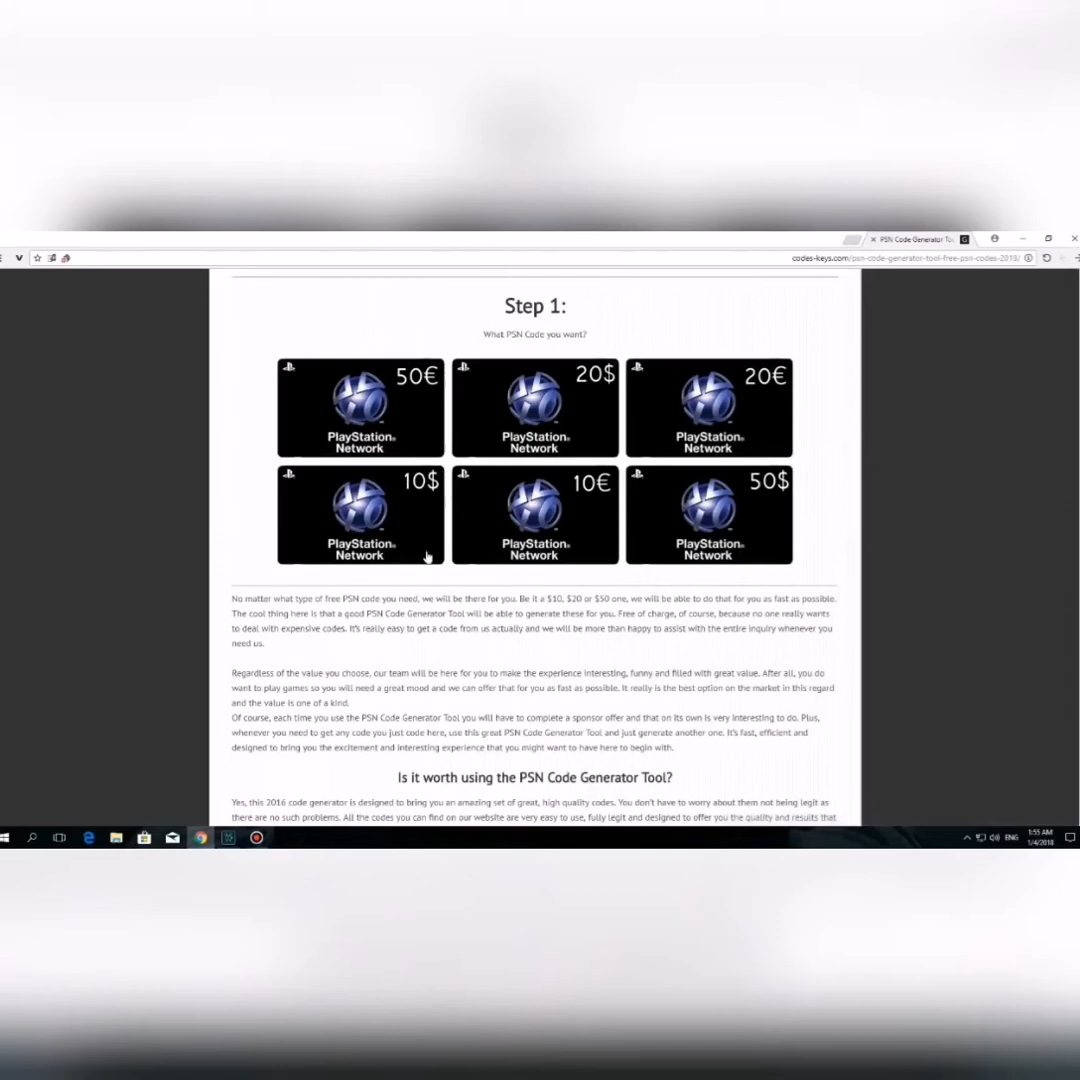 PSN Code Generator To
codes-keys.com/psn-code-generator-tool-free-psn-codes-2018/
Step 1:
What PSN Code you want?
50€ 20$ 20€
PlayStation® PlayStation® PlayStation®
Network Network Network
10$ 10€ 50$
PlayStation® PlayStation® PlayStation®
Network Network Network
No matter what type of free PSN code you need, we will be there for you. Be it a $10, $20 or $50 one, we will be able to do that for you as fast as possible.
The cool thing here is that a good PSN Code Generator Tool will be able to generate these for you. Free of charge, of course, because no one really wants
to deal with expensive codes. It's really easy to get a code from us actually and we will be more than happy to assist with the entire inquiry whenever you
need us.
Regardless of the value you choose, our team will be here for you to make the experience interesting, funny and filled with great value. After all, you do
want to play games so you will need a great mood and we can offer that for you as fast as possible. It really is the best option on the market in this regard
and the value is one of a kind.
Of course, each time you use the PSN Code Generator Tool you will have to complete a sponsor offer and that on its own is very interesting to do. Plus,
whenever you need to get any code you just code here, use this great PSN Code Generator Tool and just generate another one. It's fast, efficient and
designed to bring you the excitement and interesting experience that you might want to have here to begin with.
Is it worth using the PSN Code Generator Tool?
Yes, this 2016 code generator is designed to bring you an amazing set of great, high quality codes. You don't have to worry about them not being legit as
there are no such problems. All the codes you can find on our website are very easy to use, fully legit and designed to offer you the quality and results that
ENG
1:55 AM
1/4/2018